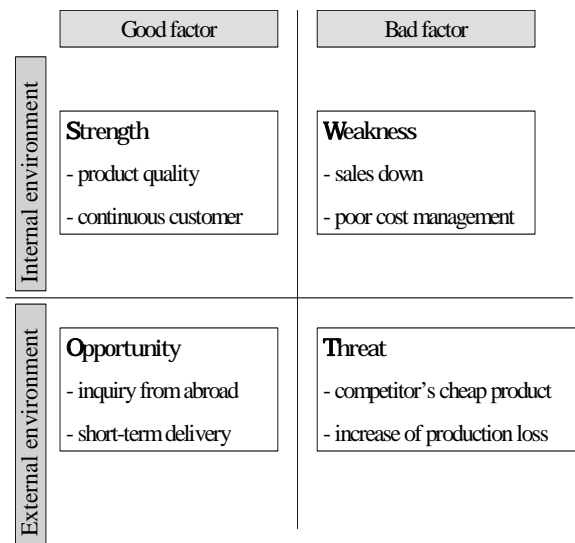 Good factor
Bad factor
Internal environment
Strength
- product quality
- continuous customer
Weakness
- sales down
- poor cost management
External environment
Opportunity
- inquiry from abroad
- short-term delivery
Threat
- competitor's cheap product
- increase of production loss